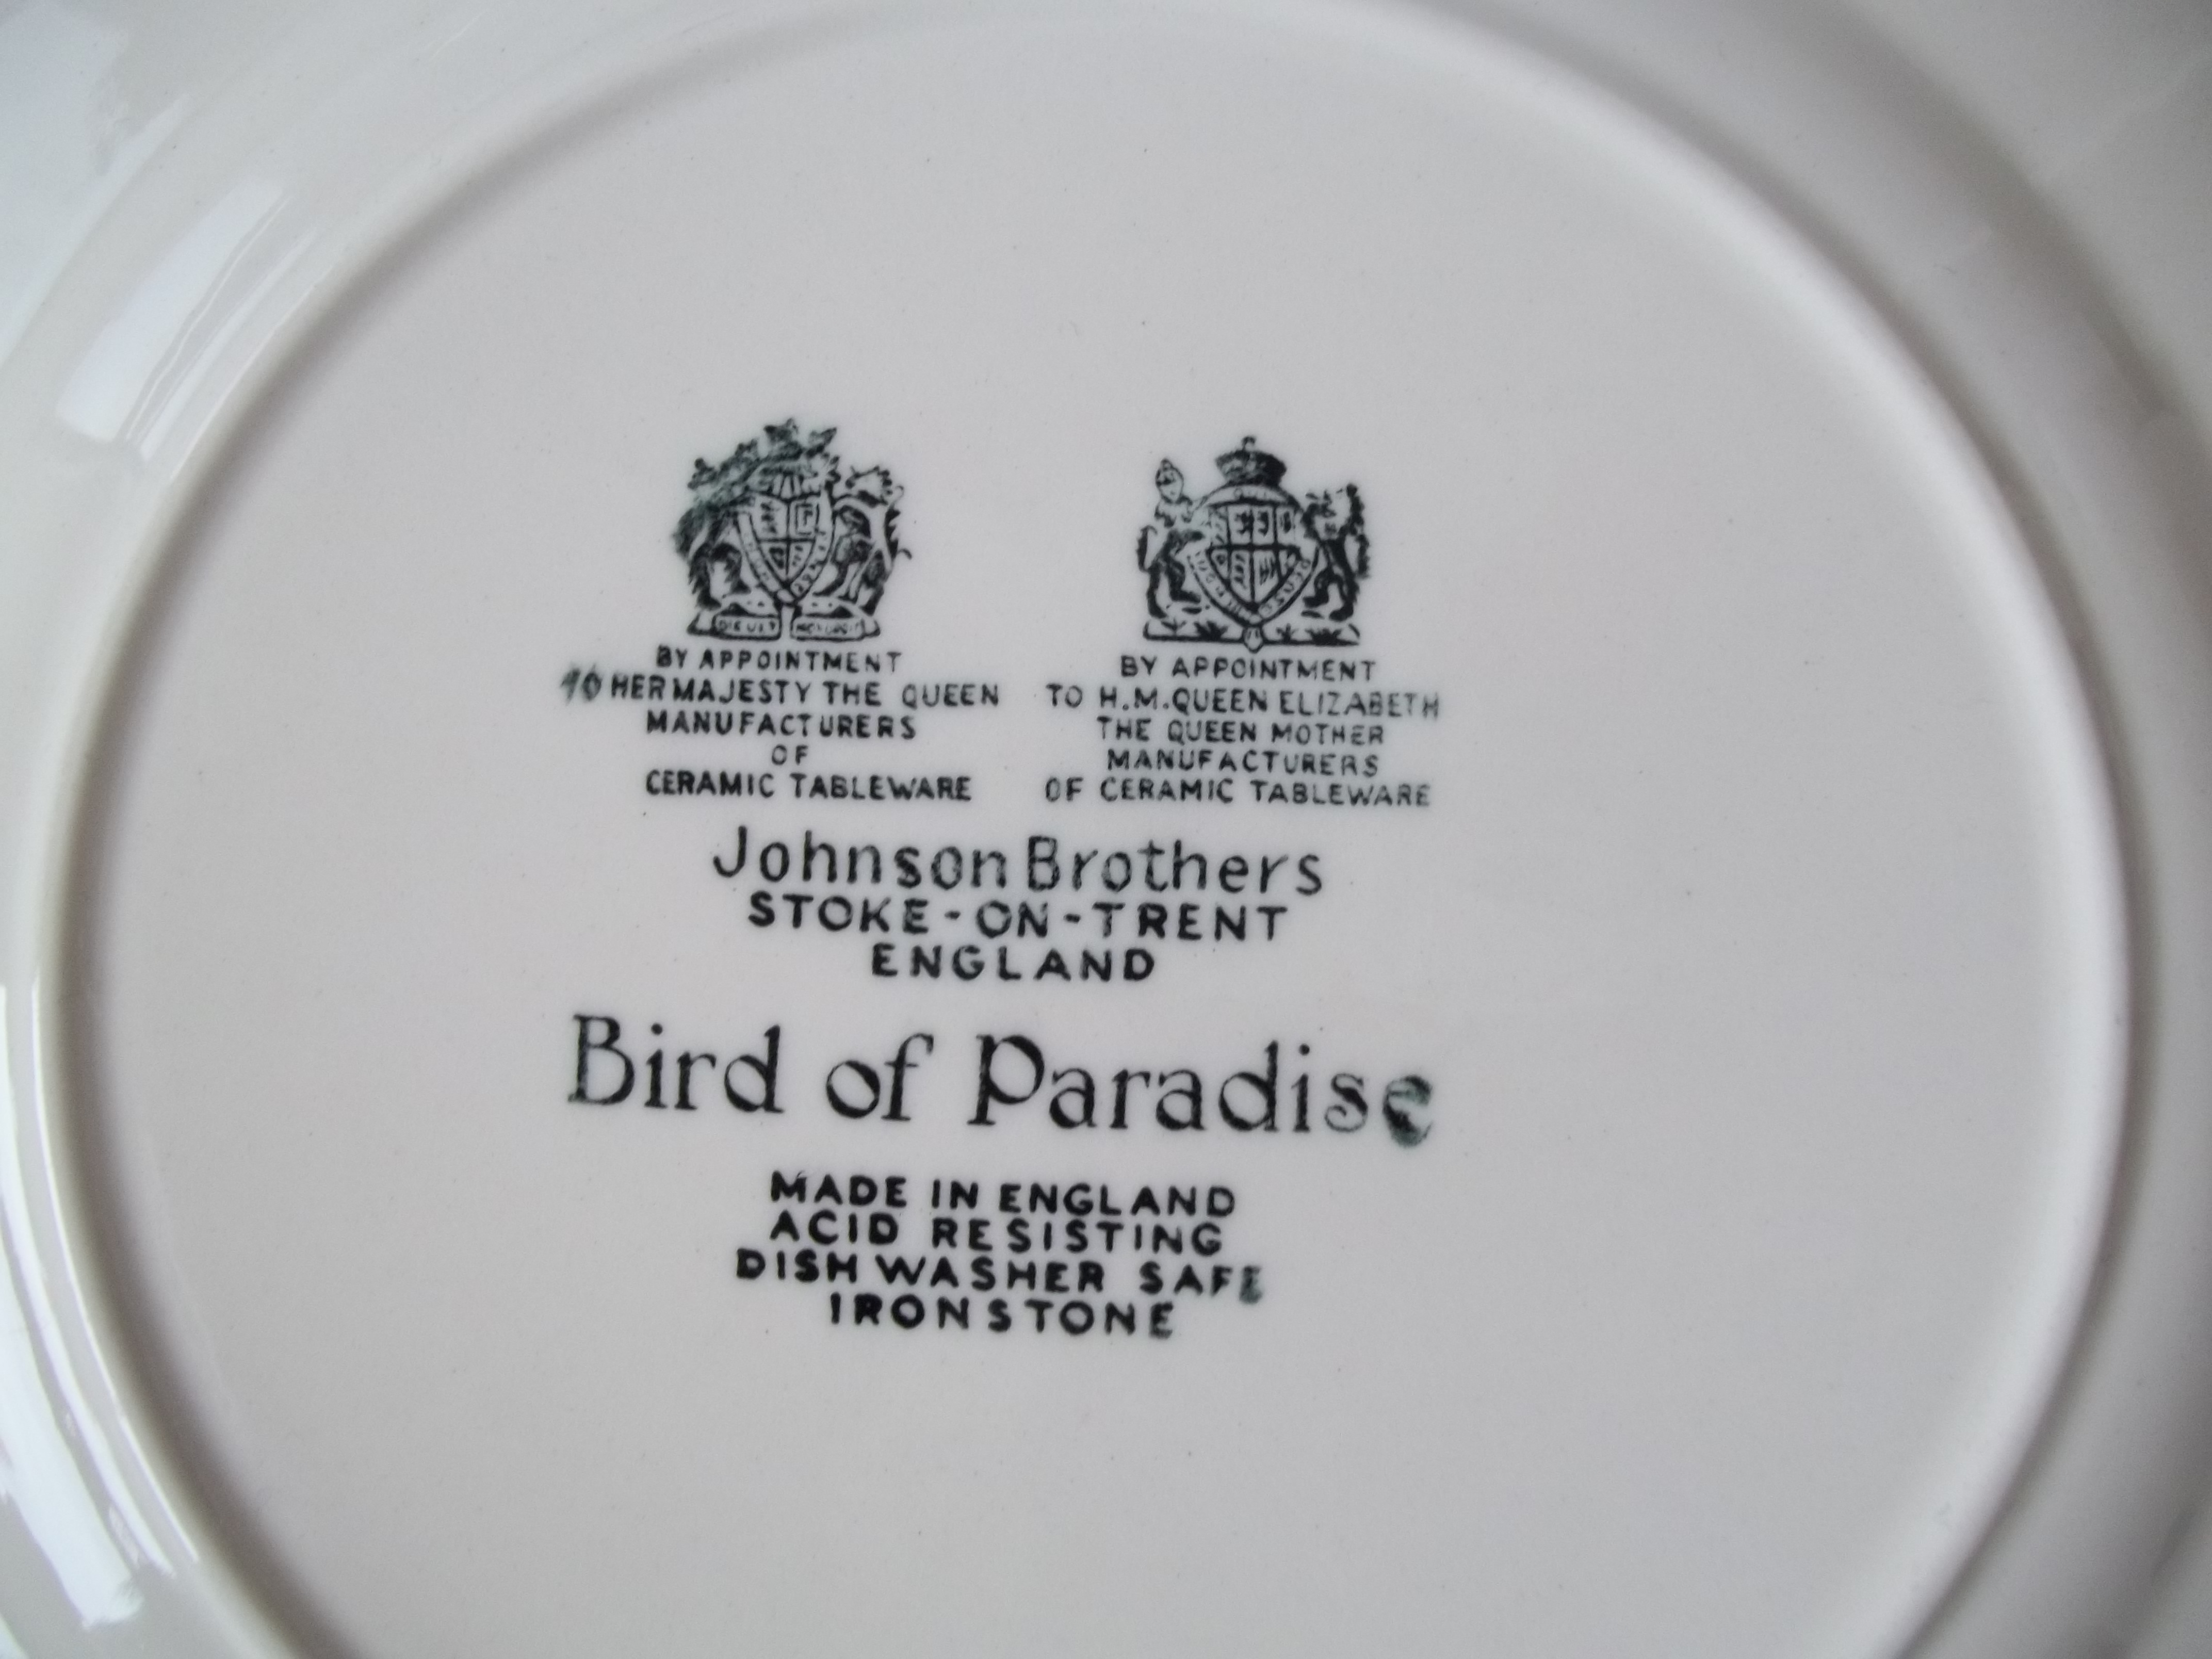 BY APPOINTMENT
TO HER MAJESTY THE QUEEN
MANUFACTURERS
OF
CERAMIC TABLEWARE
BY APPOINTMENT
TO H.M.QUEEN ELIZABETH
THE QUEEN MOTHER
MANUFACTURERS
OF CERAMIC TABLEWARE
Johnson Brothers
STOKE-ON-TRENT
ENGLAND
Bird of Paradise
MADE IN ENGLAND
ACID RESISTING
DISH WASHER SAFE
IRONSTONE